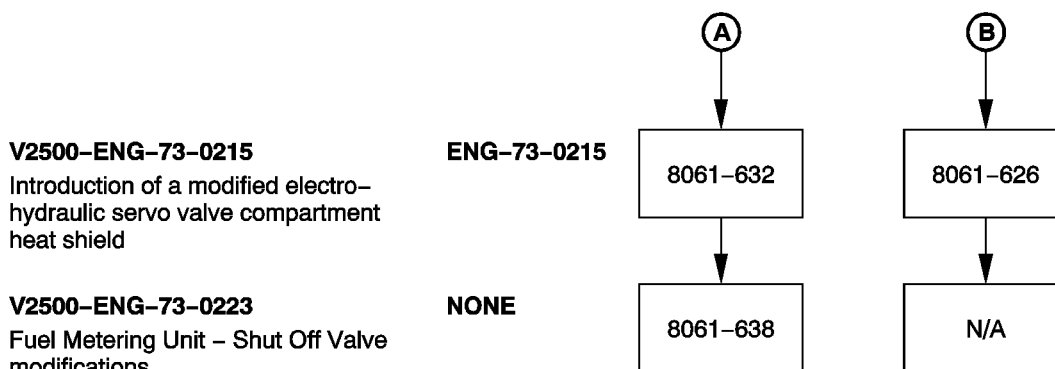 A B
V2500-ENG-73-0215 ENG-73-0215 8061-632 8061-626
Introduction of a modified electro-
hydraulic servo valve compartment
heat shield
V2500-ENG-73-0223 NONE 8061-638 N/A
Fuel Metering Unit - Shut Off Valve
modifications